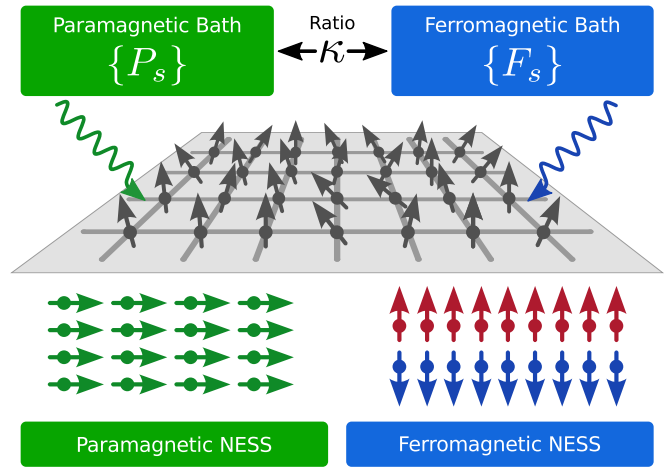 Paramagnetic Bath
{P_s}
Ratio
κ
Ferromagnetic Bath
{F_s}
Paramagnetic NESS
Ferromagnetic NESS